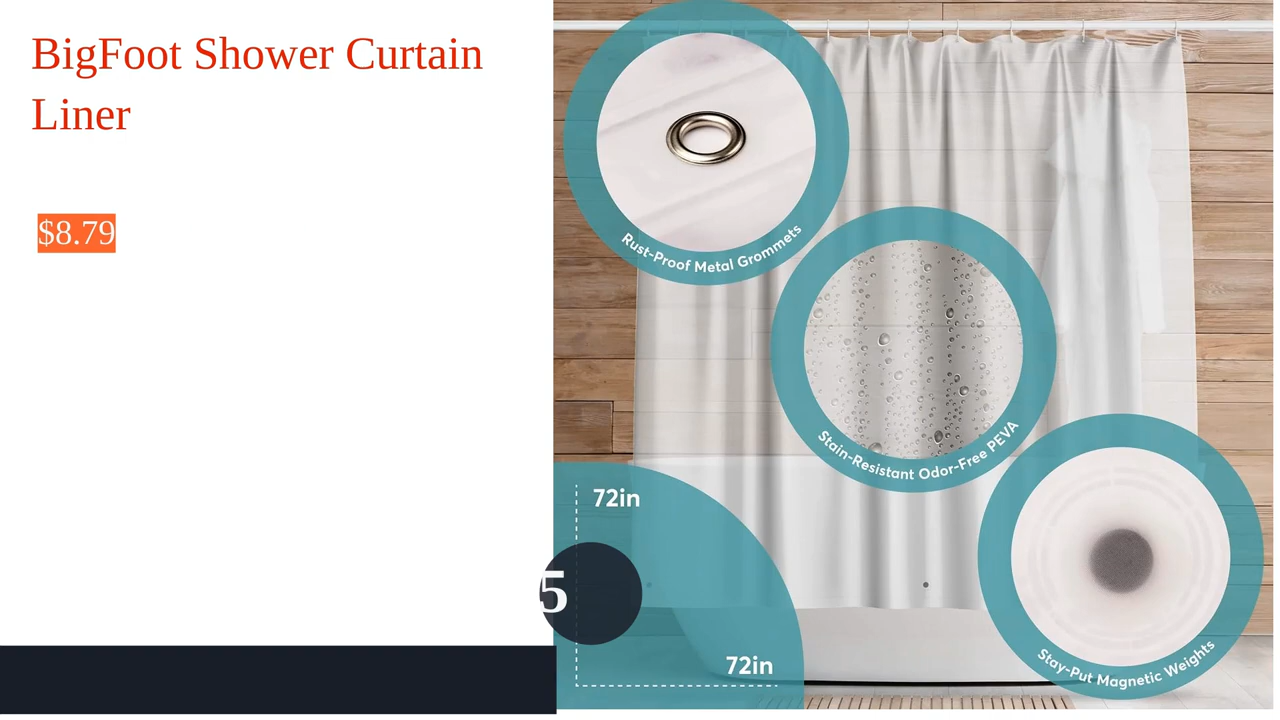 BigFoot Shower Curtain
Liner
$8.79
Rust-Proof Metal Grommets
Stain-Resistant Odor-Free PEVA
72in
5
72in
Stay-Put Magnetic Weights